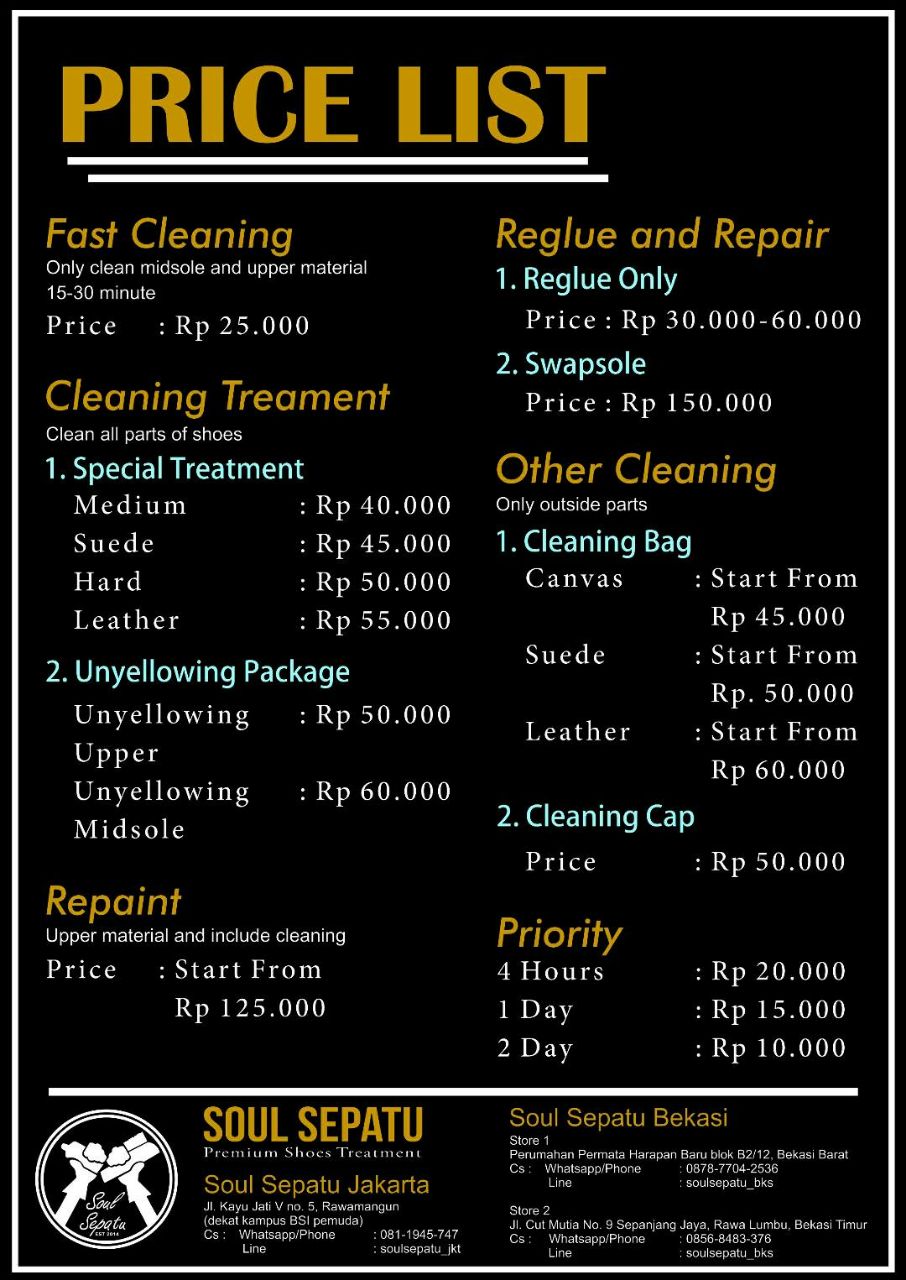 PRICE LIST
Fast Cleaning
Only clean midsole and upper material
15-30 minute
Price : Rp 25.000
Cleaning Treament
Clean all parts of shoes
1. Special Treatment
Medium : Rp 40.000
Suede : Rp 45.000
Hard : Rp 50.000
Leather : Rp 55.000
2. Unyellowing Package
Unyellowing : Rp 50.000
Upper
Unyellowing : Rp 60.000
Midsole
Repaint
Upper material and include cleaning
Price : Start From
Rp 125.000
Reglue and Repair
1. Reglue Only
Price : Rp 30.000-60.000
2. Swapsole
Price : Rp 150.000
Other Cleaning
Only outside parts
1. Cleaning Bag
Canvas : Start From
Rp 45.000
Suede : Start From
Rp. 50.000
Leather : Start From
Rp 60.000
2. Cleaning Cap
Price : Rp 50.000
Priority
4 Hours : Rp 20.000
1 Day : Rp 15.000
2 Day : Rp 10.000
Soul
Sepatu
EST 2014
SOUL SEPATU
Premium Shoes Treatment
Soul Sepatu Jakarta
Jl. Kayu Jati V no. 5, Rawamangun
(dekat kampus BSI pemuda)
Cs : Whatsapp/Phone : 081-1945-747
Line : soulsepatu_jkt
Soul Sepatu Bekasi
Store 1
Perumahan Permata Harapan Baru blok B2/12, Bekasi Barat
Cs : Whatsapp/Phone : 0878-7704-2536
Line : soulsepatu_bks
Store 2
Jl. Cut Mutia No. 9 Sepanjang Jaya, Rawa Lumbu, Bekasi Timur
Cs : Whatsapp/Phone : 0856-8483-376
Line : soulsepatu_bks